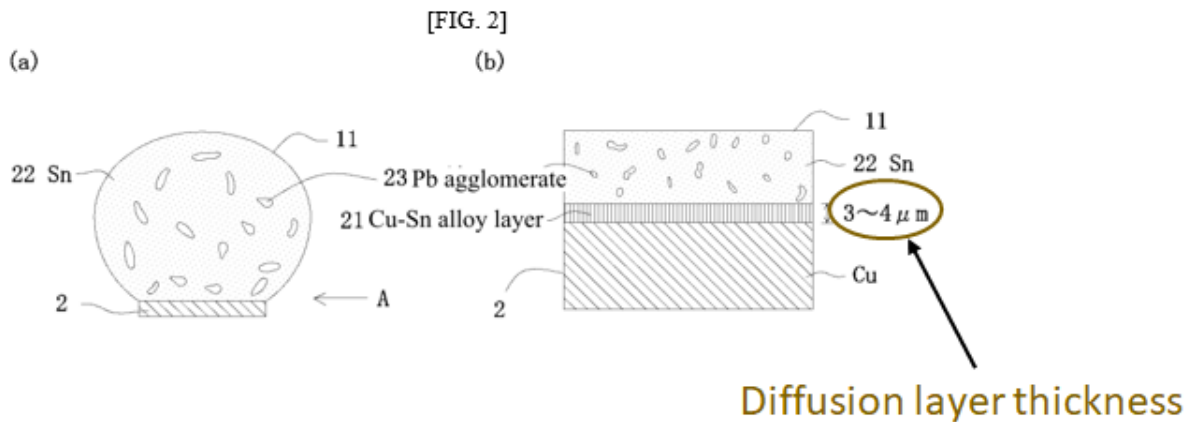 [FIG. 2]
(a)
(b)
11
22 Sn
23 Pb agglomerate
21 Cu-Sn alloy layer
2
A
11
22 Sn
3~4μm
Cu
2
Diffusion layer thickness